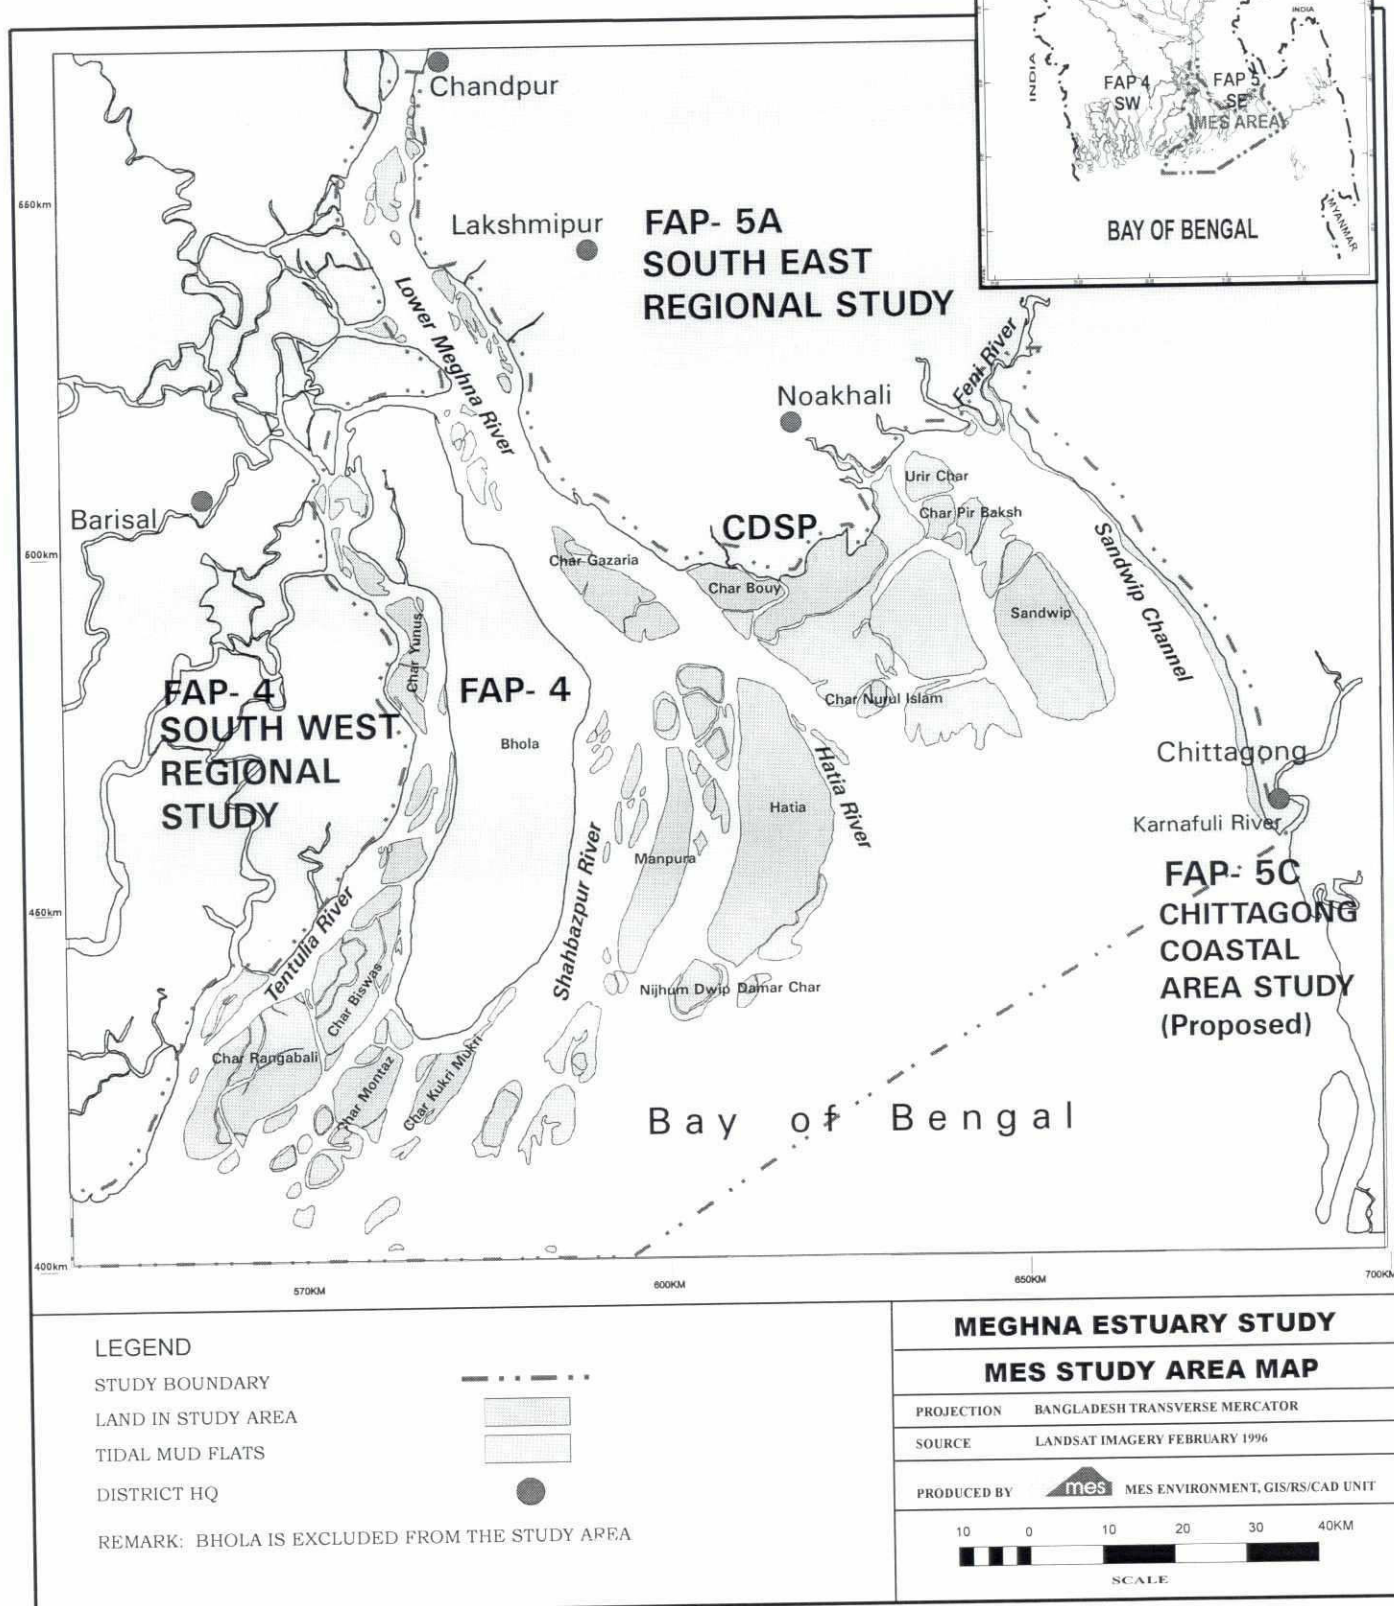 INDIA
INDIA
FAP 4
SW
FAP 5
SE
MES AREA
MYANMAR
BAY OF BENGAL
Chandpur
550km
Lakshmipur
FAP- 5A
SOUTH EAST
REGIONAL STUDY
Lower Meghna River
Feni River
Noakhali
Urir Char
Char Pir Baksh
Barisal
CDSP
500km
Char Gazaria
Char Bouy
Sandwip
Sandwip Channel
Char Yunus
FAP- 4
SOUTH WEST
REGIONAL
STUDY
FAP- 4
Bhola
Char Nurul Islam
Hatia River
Chittagong
Hatia
Karnafuli River
Manpura
Shahbazpur River
FAP- 5C
CHITTAGONG
COASTAL
AREA STUDY
(Proposed)
450km
Tentulia River
Char Biswas
Nijhum Dwip Damar Char
Char Rangabali
Char Montaz
Char Kukri Mukri
Bay of Bengal
400km
570KM
600KM
650KM
700KM
LEGEND
STUDY BOUNDARY
LAND IN STUDY AREA
TIDAL MUD FLATS
DISTRICT HQ
REMARK: BHOLA IS EXCLUDED FROM THE STUDY AREA
MEGHNA ESTUARY STUDY
MES STUDY AREA MAP
PROJECTION BANGLADESH TRANSVERSE MERCATOR
SOURCE LANDSAT IMAGERY FEBRUARY 1996
PRODUCED BY mes MES ENVIRONMENT, GIS/RS/CAD UNIT
10 0 10 20 30 40KM
SCALE